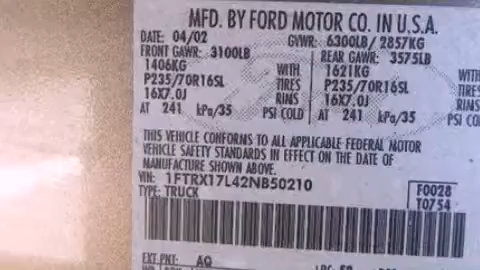 MFD. BY FORD MOTOR CO. IN U.S.A.
DATE: 04/02 GVWR: 6300LB/ 2857KG
FRONT GAWR: 3100LB REAR GAWR: 3575LB
1406KG WITH 1621KG WITH
P235/70R16SL TIRES P235/70R16SL TIRES
16X7.0J RIMS 16X7.0J RIMS
AT 241 kPa/35 PSI COLD AT 241 kPa/35 PSI CO
THIS VEHICLE CONFORMS TO ALL APPLICABLE FEDERAL MOTOR
VEHICLE SAFETY STANDARDS IN EFFECT ON THE DATE OF
MANUFACTURE SHOWN ABOVE.
VIN: 1FTRX17L42NB50210 F0028
TYPE: TRUCK T0754
EXT PNT: AQ